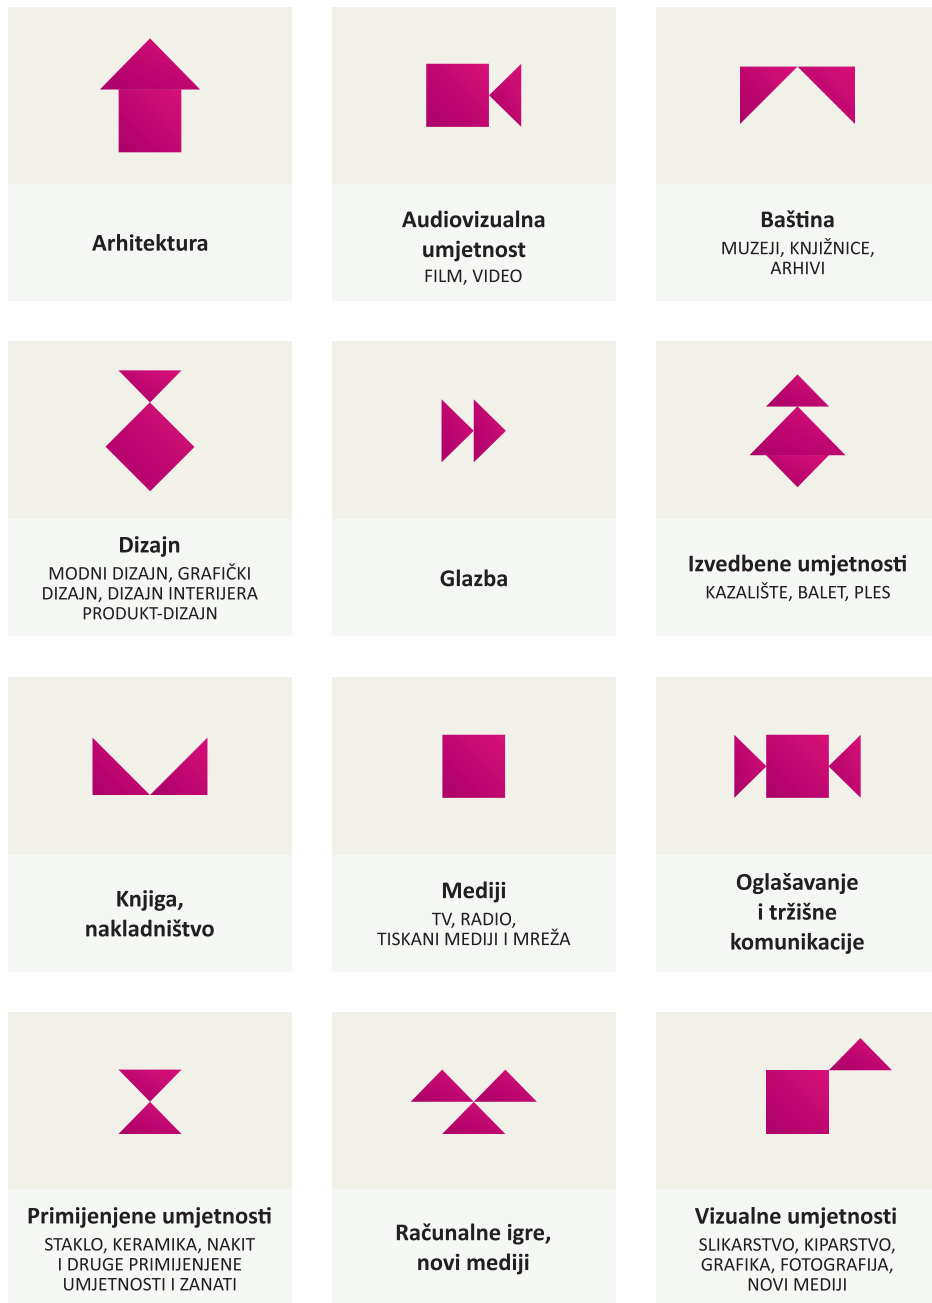 Arhitektura
Audiovizualna
umjetnost
FILM, VIDEO
Baština
MUZEJI, KNJIŽNICE,
ARHIVI
Dizajn
MODNI DIZAJN, GRAFIČKI
DIZAJN, DIZAJN INTERIJERA
PRODUKT-DIZAJN
Glazba
Izvedbene umjetnosti
KAZALIŠTE, BALET, PLES
Knjiga,
nakladništvo
Mediji
TV, RADIO,
TISKANI MEDIJI I MREŽA
Oglašavanje
i tržišne
komunikacije
Primijenjene umjetnosti
STAKLO, KERAMIKA, NAKIT
I DRUGE PRIMIJENJENE
UMJETNOSTI I ZANATI
Računalne igre,
novi mediji
Vizualne umjetnosti
SLIKARSTVO, KIPARSTVO,
GRAFIKA, FOTOGRAFIJA,
NOVI MEDIJI